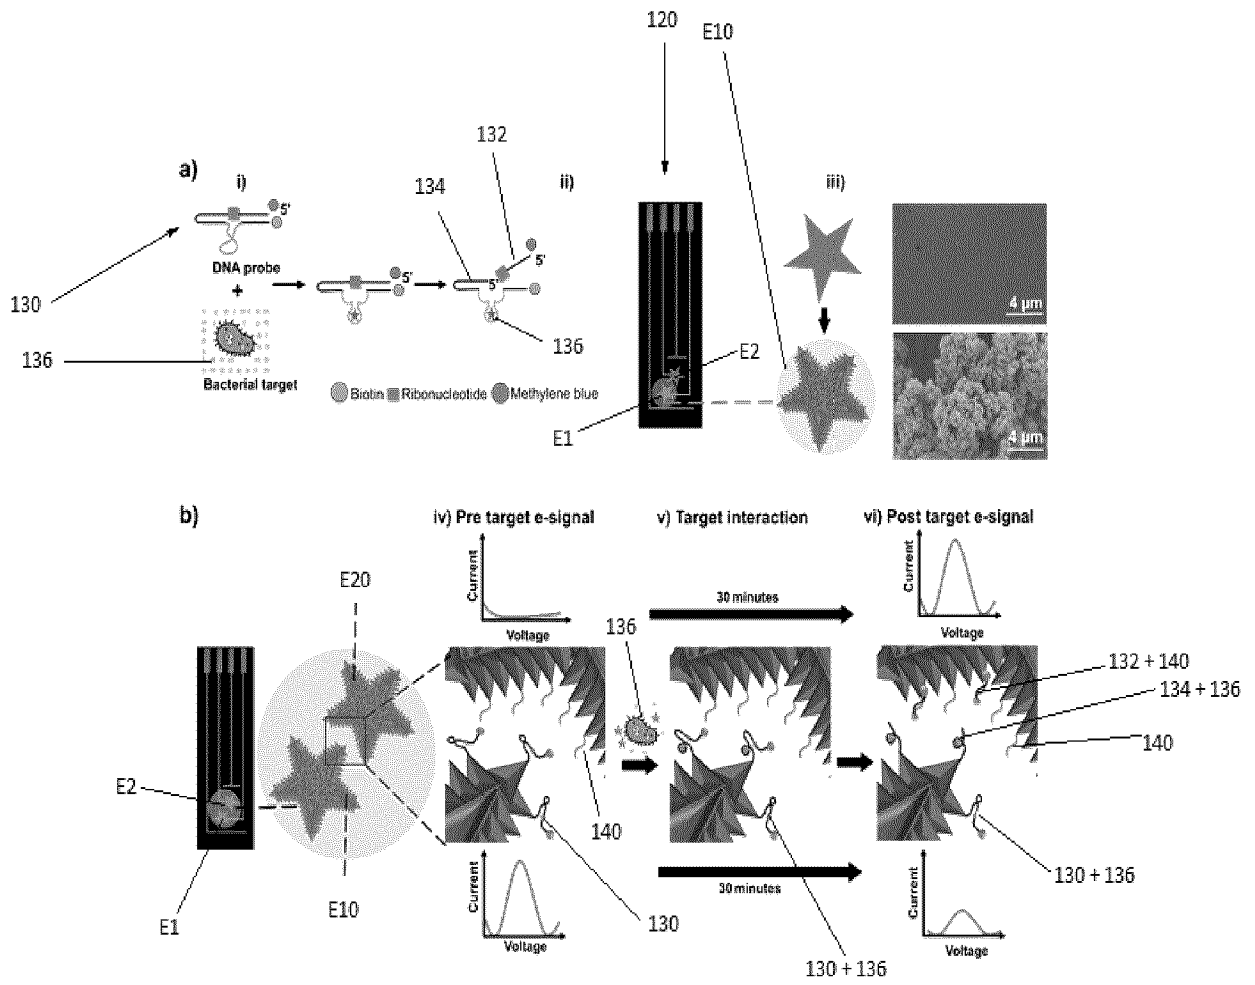 120
E10
132
a)
i)
134
ii)
iii)
5'
5'
DNA probe
5'
5'
+
130
4 µm
136
136
E2
Bacterial target
Biotin Ribonucleotide Methylene blue
E1
4 µm
b)
iv) Pre target e-signal
v) Target interaction
vi) Post target e-signal
Current
Current
E20
30 minutes
Voltage
136
Voltage
132 + 140
134 + 136
140
E2
140
130 + 136
30 minutes
Current
Current
E10
E1
130
Voltage
Voltage
130 + 136